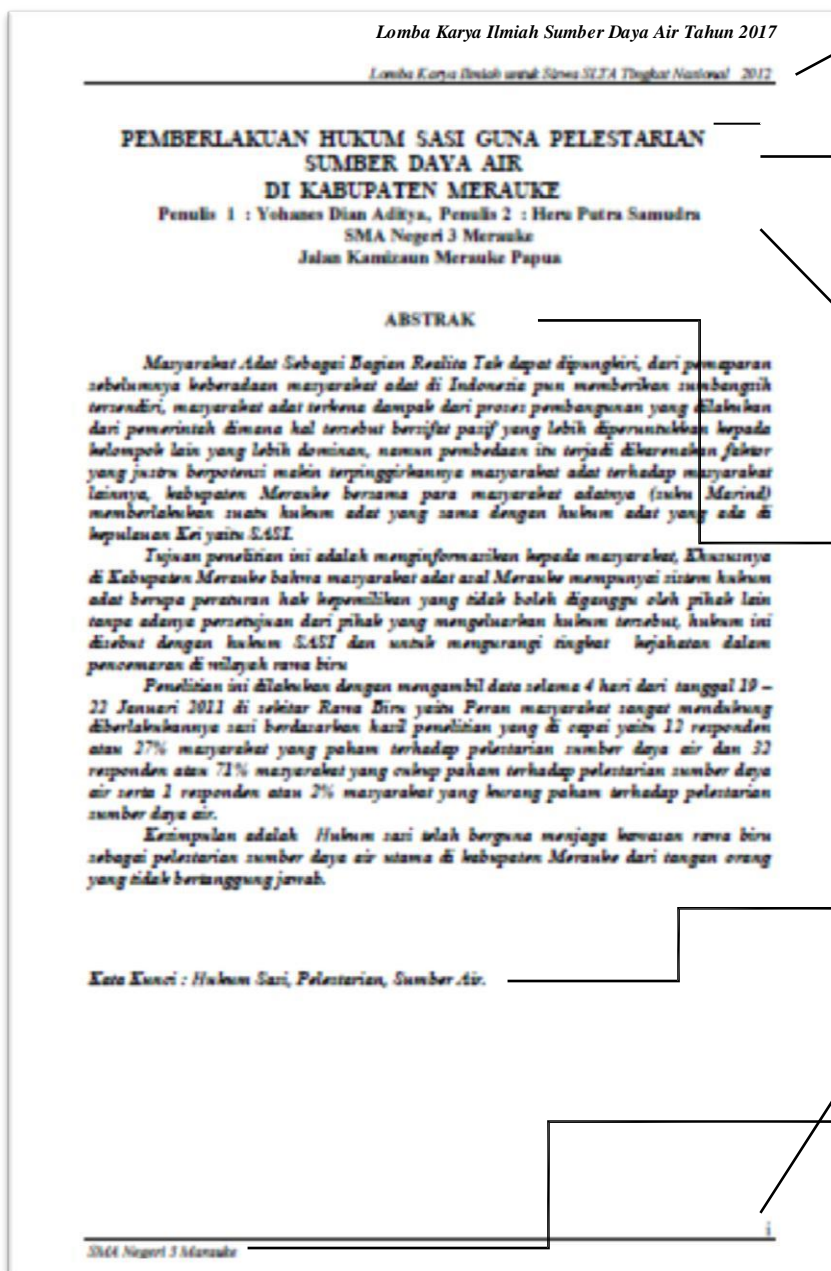 Lomba Karya Ilmiah Sumber Daya Air Tahun 2017
Lomba Karya Ilmiah untuk Siswa SLTA Tingkat Nasional 2012
PEMBERLAKUAN HUKUM SASI GUNA PELESTARIAN
SUMBER DAYA AIR
DI KABUPATEN MERAUKE
Penulis 1 : Yohanes Dian Aditya, Penulis 2 : Heru Putra Samudra
SMA Negeri 3 Merauke
Jalan Kamizaun Merauke Papua
ABSTRAK
Masyarakat Adat Sebagai Bagian Realita Tak dapat dipungkiri, dari pemaparan
sebelumnya keberadaan masyarakat adat di Indonesia pun memberikan sumbangsih
tersendiri, masyarakat adat terkena dampak dari proses pembangunan yang dilakukan
dari pemerintah dimana hal tersebut bersifat pasif yang lebih diperuntukkan kepada
kelompok lain yang lebih dominan, namun pembedaan itu terjadi dikarenakan faktor
yang justru berpotensi makin terpinggirkannya masyarakat adat terhadap masyarakat
lainnya, kabupaten Merauke bersama para masyarakat adatnya (suku Marind)
memberlakukan suatu hukum adat yang sama dengan hukum adat yang ada di
kepulauan Kei yaitu SASI.
Tujuan penelitian ini adalah menginformasikan kepada masyarakat, Khususnya
di Kabupaten Merauke bahwa masyarakat adat asal Merauke mempunyai sistem hukum
adat berupa peraturan hak kepemilikan yang tidak boleh diganggu oleh pihak lain
tanpa adanya persetujuan dari pihak yang mengeluarkan hukum tersebut, hukum ini
disebut dengan hukum SASI dan untuk mengurangi tingkat kejahatan dalam
pencemaran di wilayah rawa biru
Penelitian ini dilakukan dengan mengambil data selama 4 hari dari tanggal 19 –
22 Januari 2011 di sekitar Rawa Biru yaitu Peran masyarakat sangat mendukung
diberlakukannya sasi berdasarkan hasil penelitian yang di capai yaitu 12 responden
atau 27% masyarakat yang paham terhadap pelestarian sumber daya air dan 32
responden atau 71% masyarakat yang cukup paham terhadap pelestarian sumber daya
air serta 1 responden atau 2% masyarakat yang kurang paham terhadap pelestarian
sumber daya air.
Kesimpulan adalah Hukum sasi telah berguna menjaga kawasan rawa biru
sebagai pelestarian sumber daya air utama di kabupaten Merauke dari tangan orang
yang tidak bertanggung jawab.
Kata Kunci : Hukum Sasi, Pelestarian, Sumber Air.
i
SMA Negeri 3 Merauke